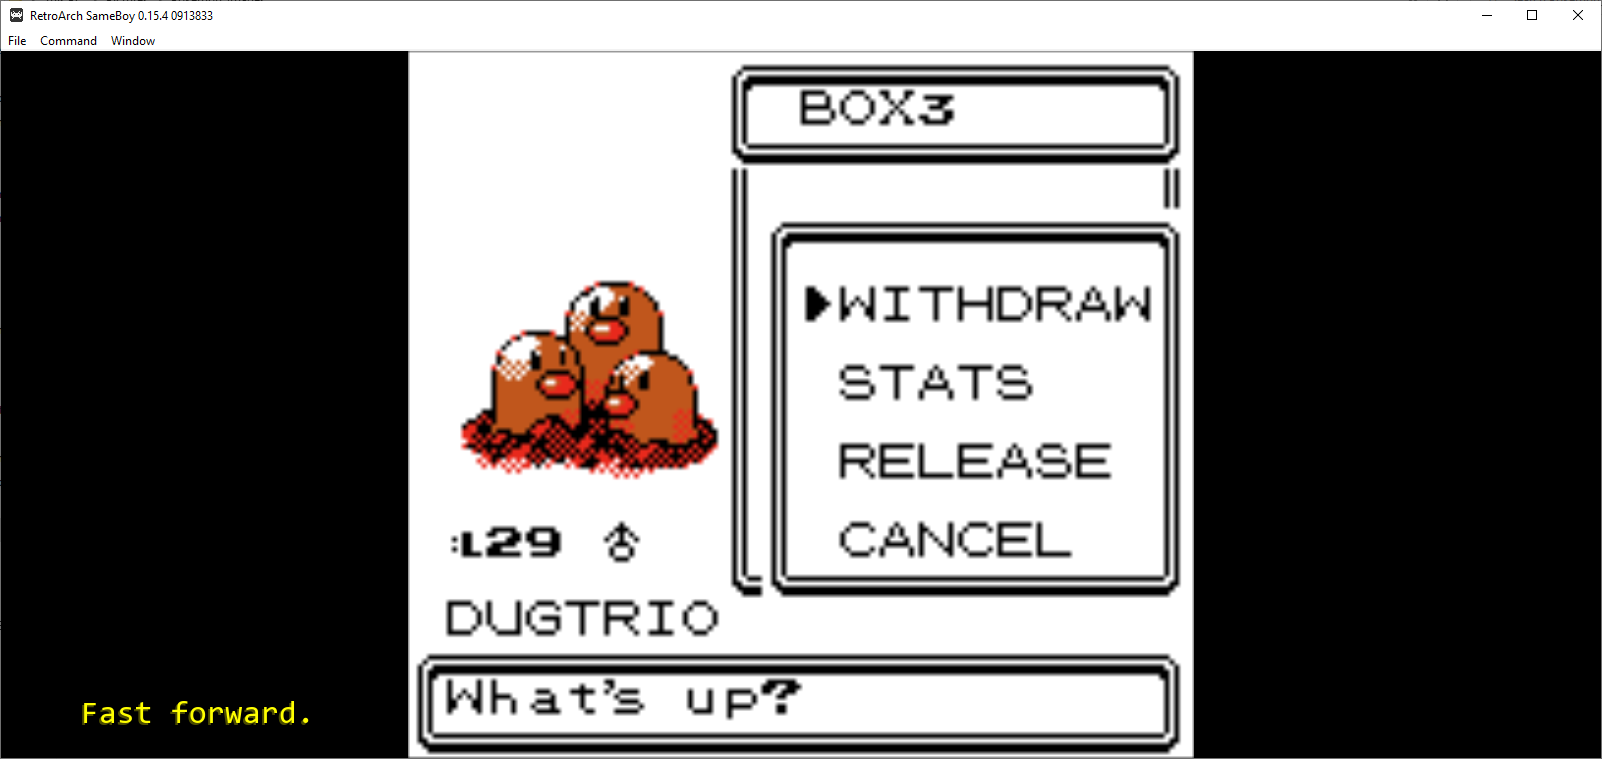 RetroArch SameBoy 0.15.4 0913833
File Command Window
BOX3
WITHDRAW
STATS
RELEASE
CANCEL
:L29 ♂
DUGTRIO
What's up?
Fast forward.